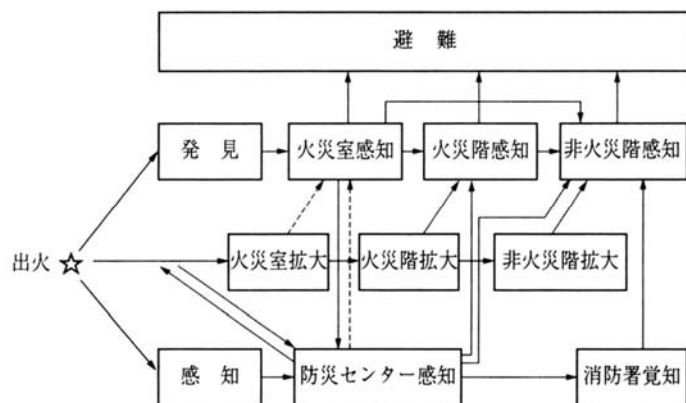 避　難
発　見
火災室感知
火災階感知
非火災階感知
出火
火災室拡大
火災階拡大
非火災階拡大
感　知
防災センター感知
消防署覚知